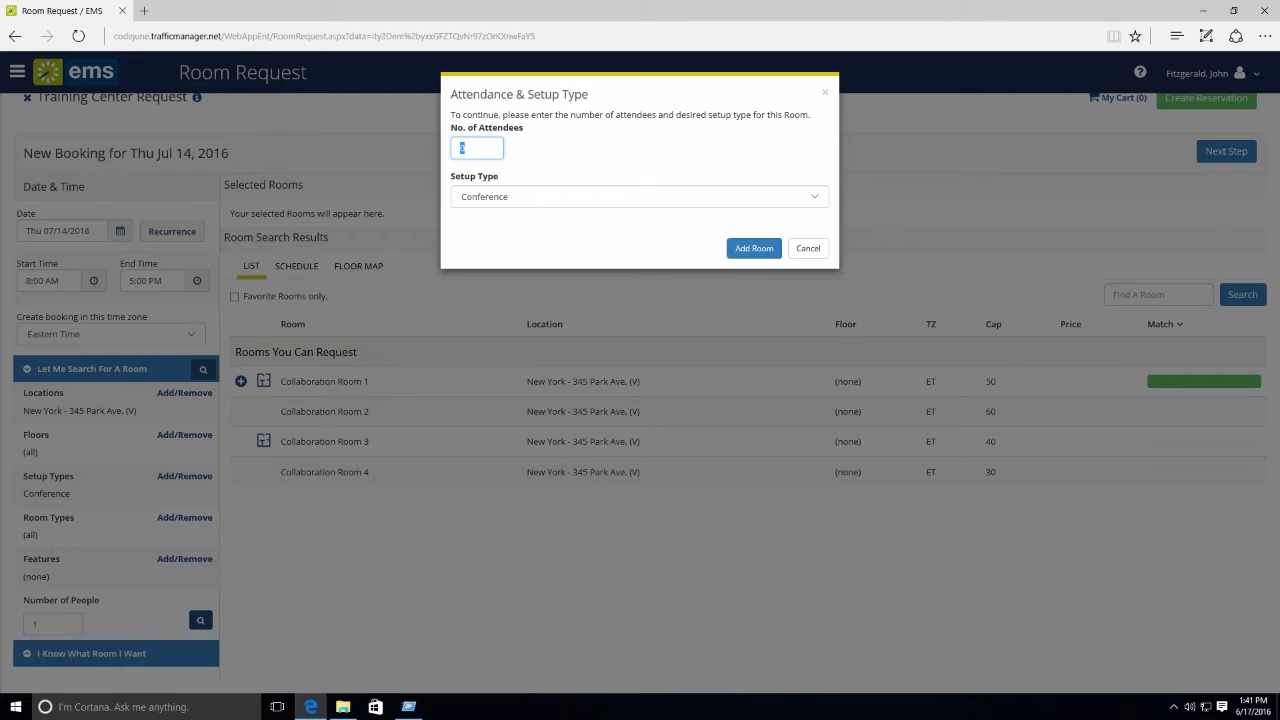 Room Request / EMS
codejune.trafficmanager.net/WebAppEnt/RoomRequest.aspx?data=
ems
Room Request
Fitzgerald, John
Training Center Request
My Cart (0)
Create Reservation
New Booking for Thu Jul 14, 2016
Next Step
Attendance & Setup Type
×
To continue, please enter the number of attendees and desired setup type for this Room.
No. of Attendees
0
Setup Type
Conference
Add Room
Cancel
Date & Time
Date
Thu 07/14/2016
Recurrence
Start Time
End Time
8:00 AM
5:00 PM
Create booking in this time zone
Eastern Time
Let Me Search For A Room
Locations
Add/Remove
New York - 345 Park Ave. (V)
Floors
Add/Remove
(all)
Setup Types
Add/Remove
Conference
Room Types
Add/Remove
(all)
Features
Add/Remove
(none)
Number of People
1
I Know What Room I Want
Selected Rooms
Your selected Rooms will appear here.
Room Search Results
LIST
SCHEDULE
FLOOR MAP
Favorite Rooms only.
Find A Room
Search
Room Location Floor TZ Cap Price Match
Rooms You Can Request
Collaboration Room 1 New York - 345 Park Ave. (V) (none) ET 50
Collaboration Room 2 New York - 345 Park Ave. (V) (none) ET 60
Collaboration Room 3 New York - 345 Park Ave. (V) (none) ET 40
Collaboration Room 4 New York - 345 Park Ave. (V) (none) ET 30
I'm Cortana. Ask me anything.
1:41 PM
6/17/2016